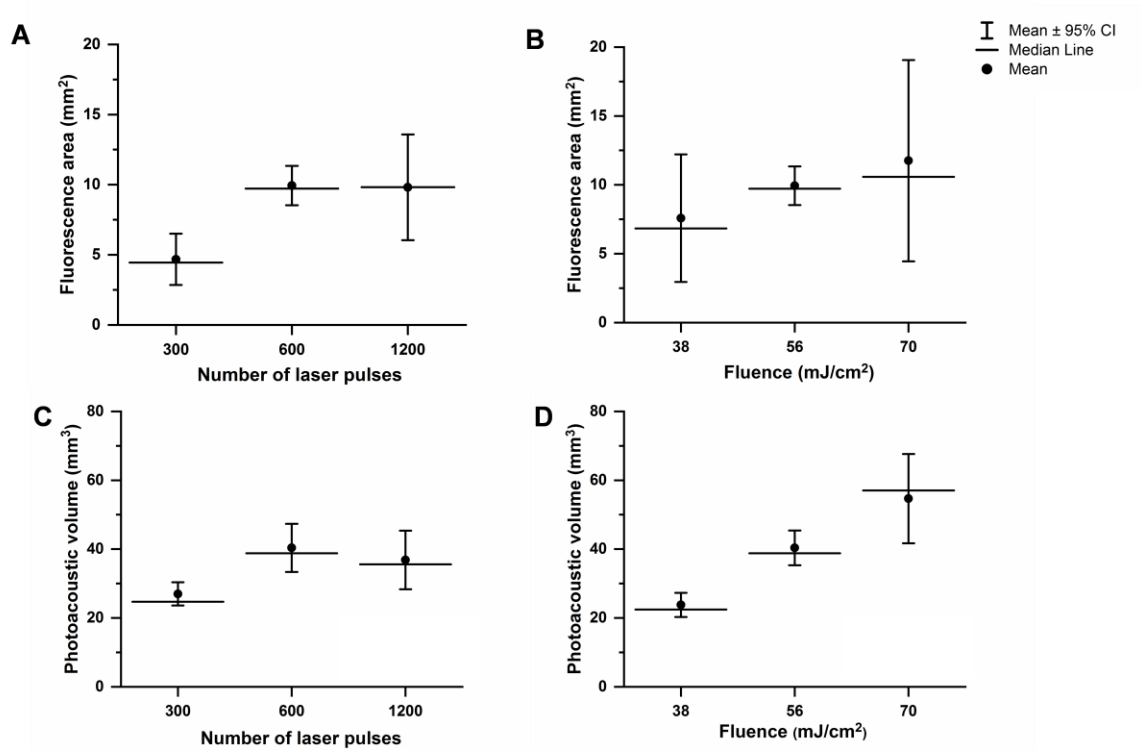 A
Fluorescence area (mm²)
20
15
10
5
0
300 600 1200
Number of laser pulses
B
Fluorescence area (mm²)
20
15
10
5
0
38 56 70
Fluence (mJ/cm²)
Mean ± 95% CI
Median Line
Mean
C
Photoacoustic volume (mm³)
80
60
40
20
0
300 600 1200
Number of laser pulses
D
Photoacoustic volume (mm³)
80
60
40
20
0
38 56 70
Fluence (mJ/cm²)